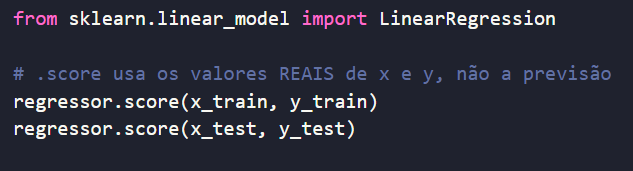 from sklearn.linear_model import LinearRegression
# .score usa os valores REAIS de x e y, não a previsão
regressor.score(x_train, y_train)
regressor.score(x_test, y_test)